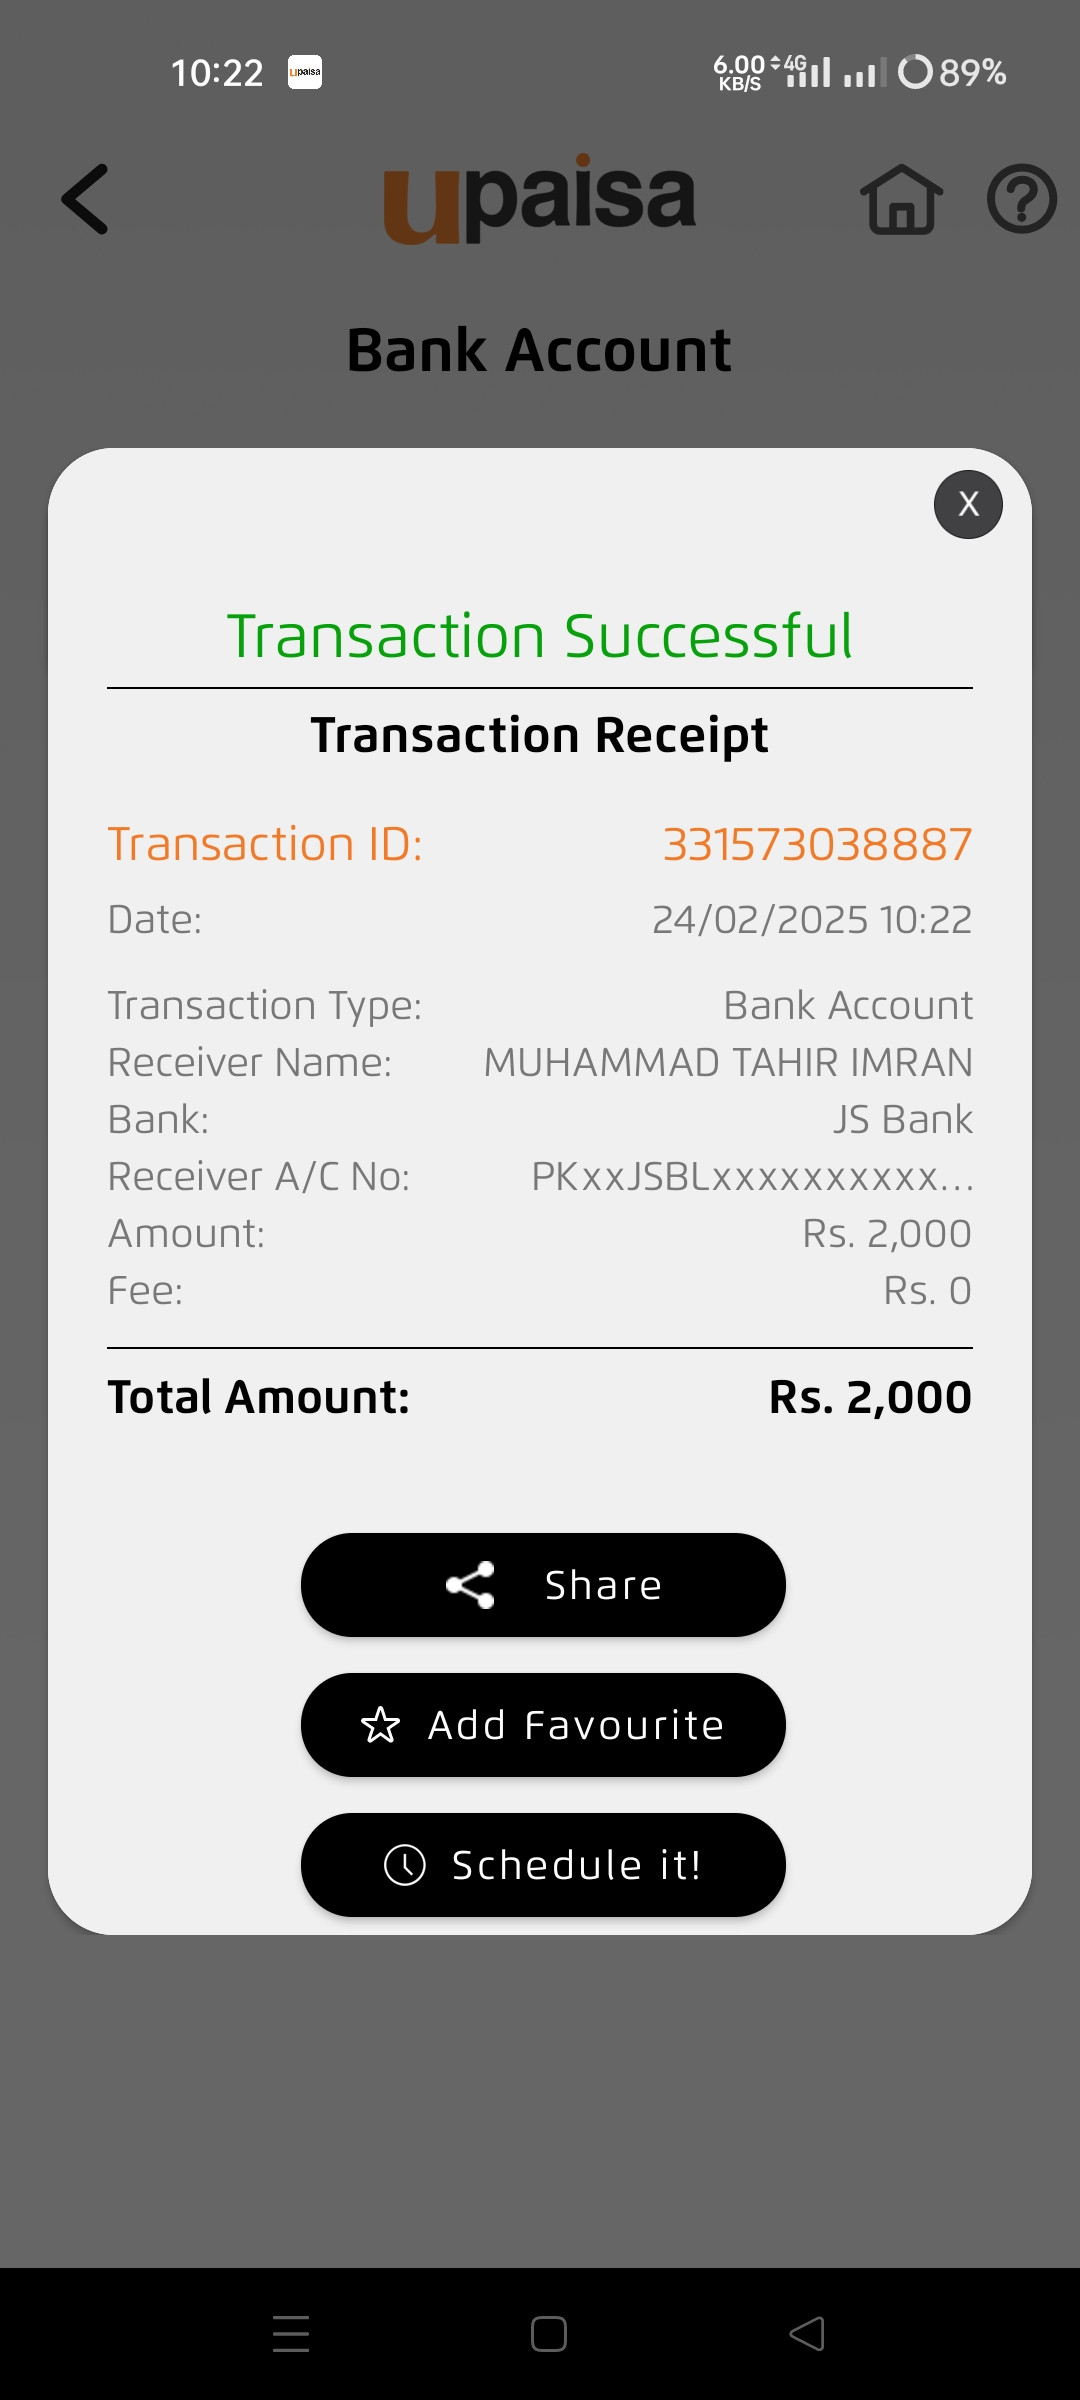 10:22 upaisa 6.00 KB/S 4G 89%
upaisa
Bank Account
X
Transaction Successful
Transaction Receipt
Transaction ID: 331573038887
Date: 24/02/2025 10:22
Transaction Type: Bank Account
Receiver Name: MUHAMMAD TAHIR IMRAN
Bank: JS Bank
Receiver A/C No: PKxxJSBLxxxxxxxxxx...
Amount: Rs. 2,000
Fee: Rs. 0
Total Amount: Rs. 2,000
Share
Add Favourite
Schedule it!